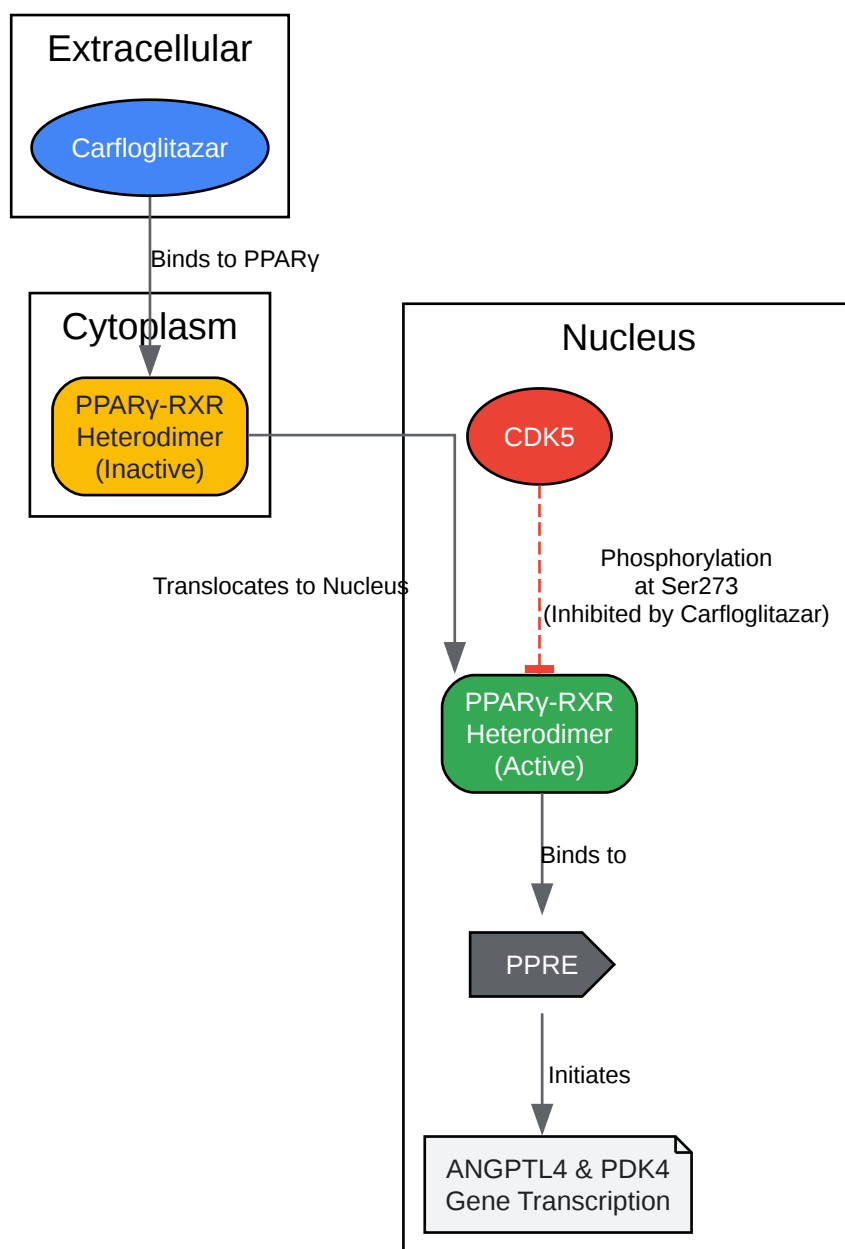 Extracellular
Carfloglitazar
Binds to PPARγ
Cytoplasm
PPARγ-RXR
Heterodimer
(Inactive)
Translocates to Nucleus
Nucleus
CDK5
Phosphorylation
at Ser273
(Inhibited by Carfloglitazar)
PPARγ-RXR
Heterodimer
(Active)
Binds to
PPRE
Initiates
ANGPTL4 & PDK4
Gene Transcription